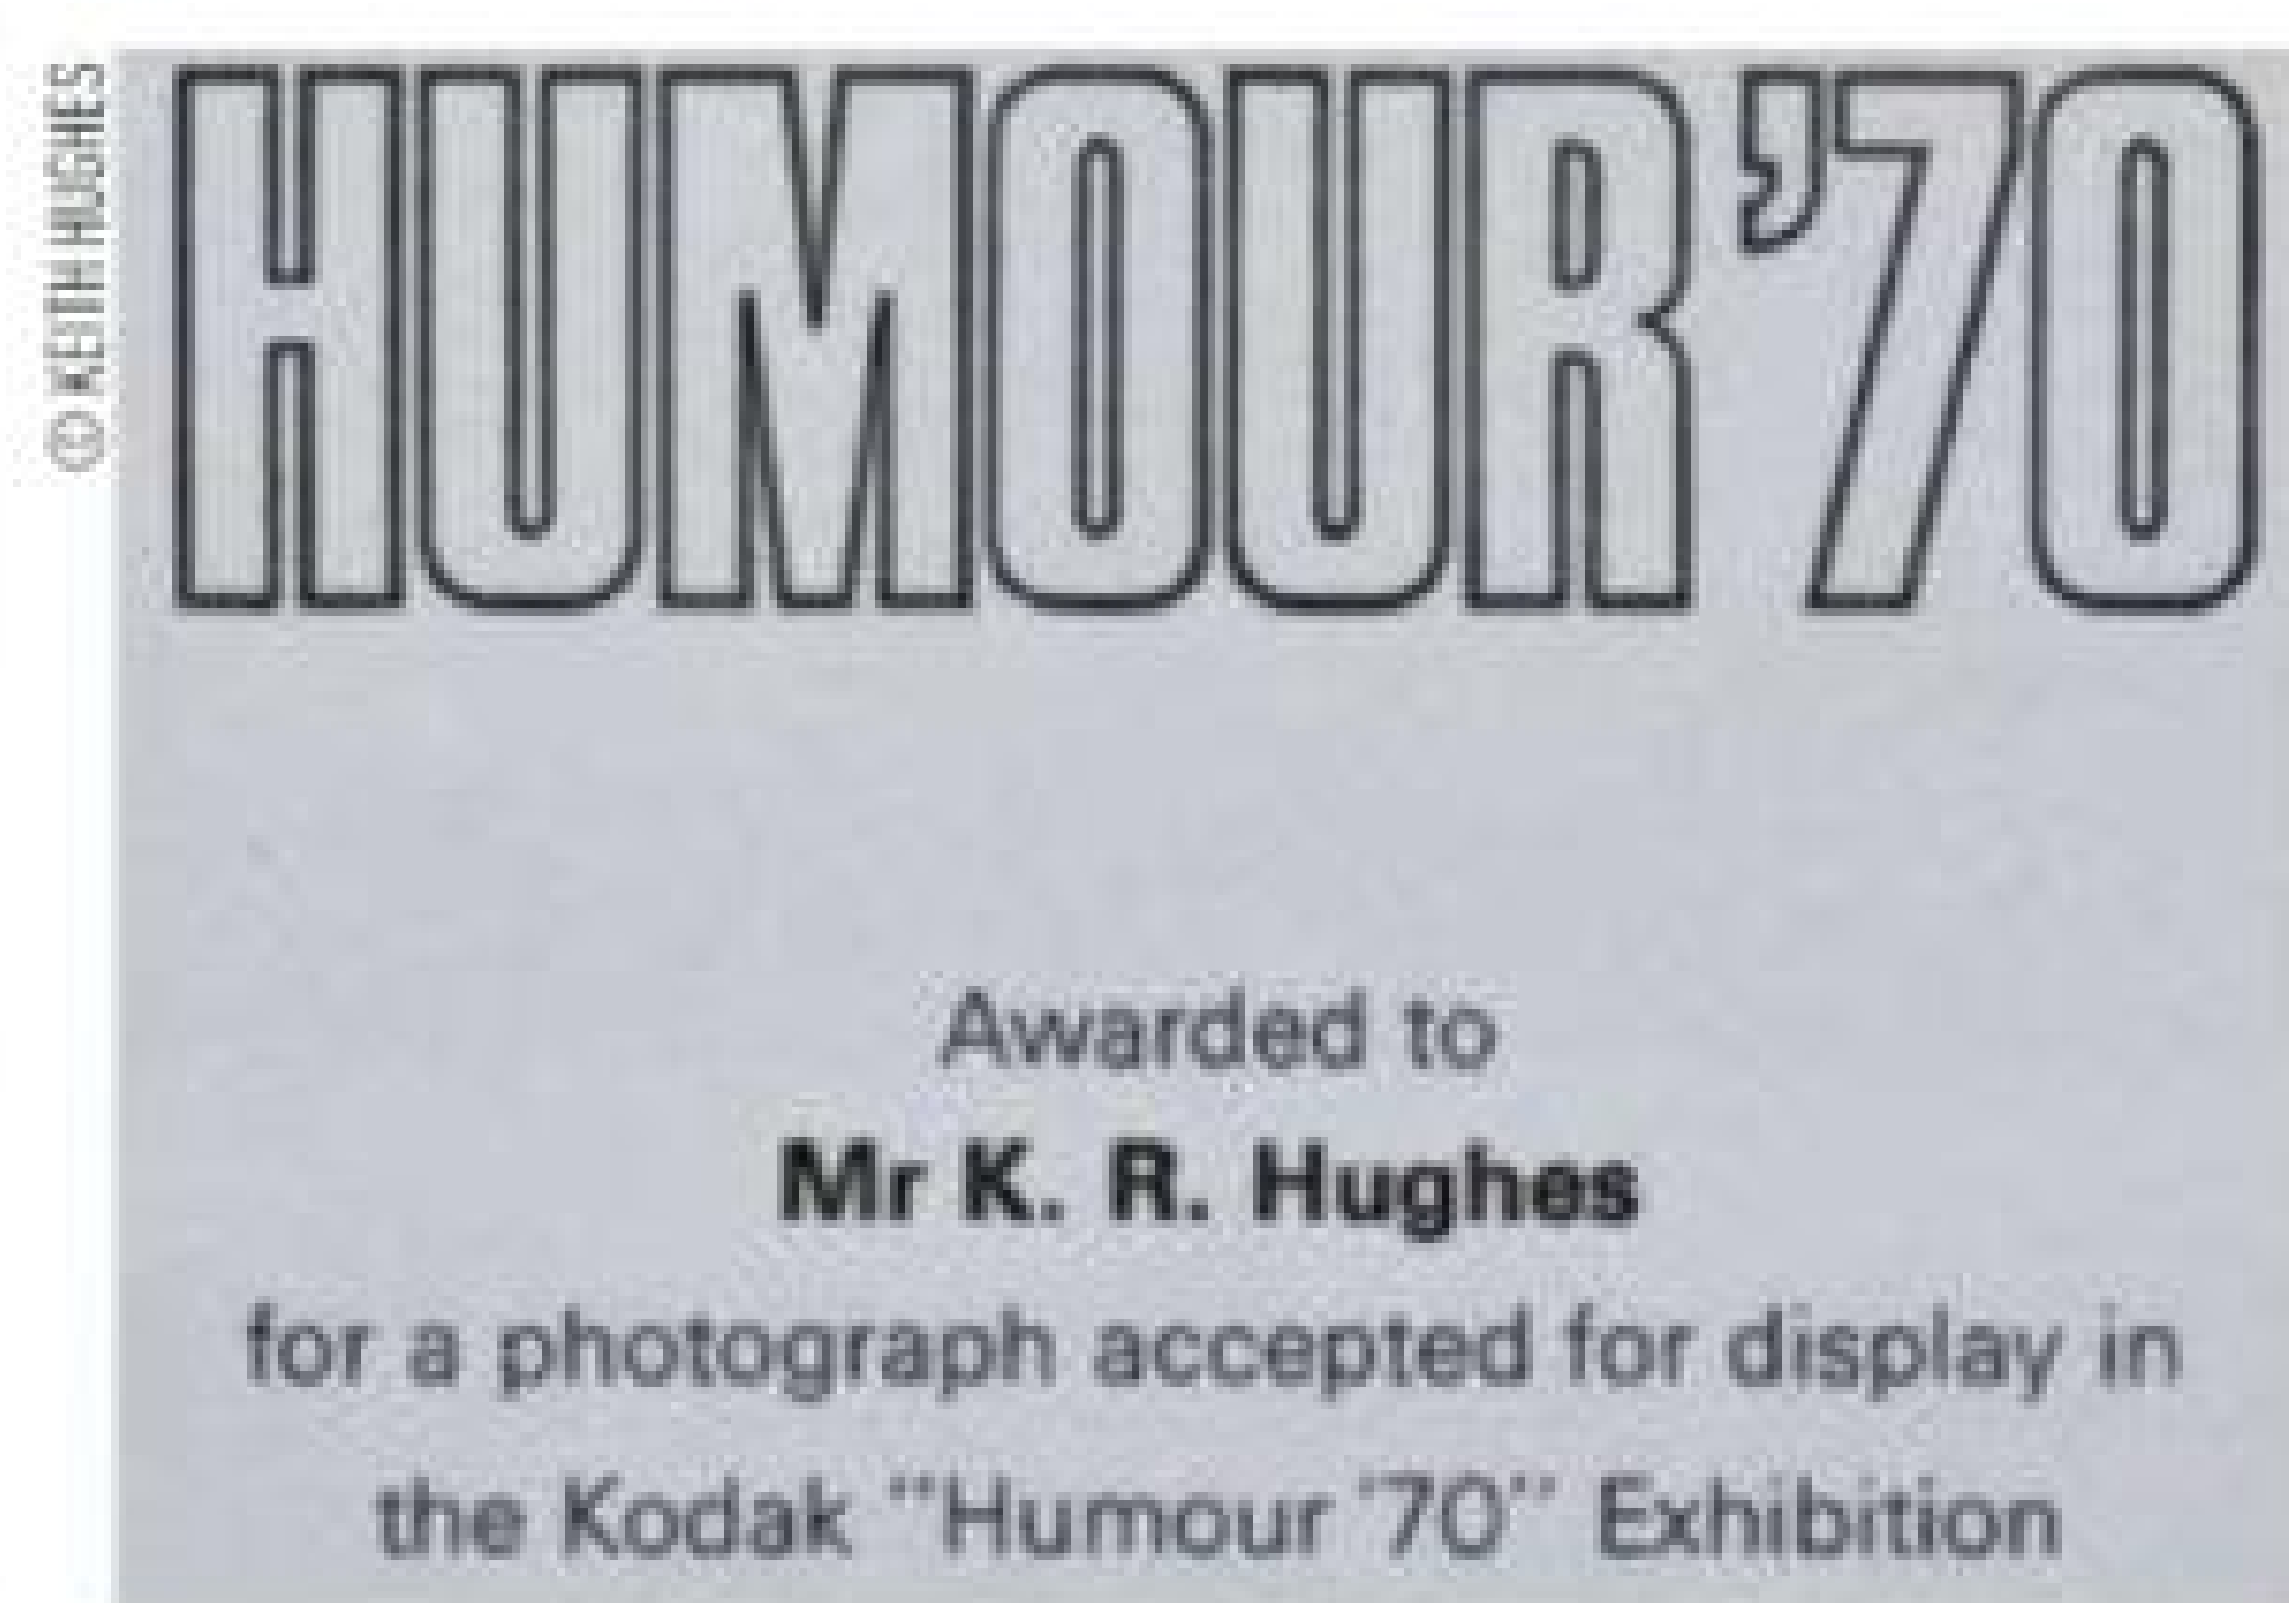 © KEITH HUGHES
HUMOUR '70
Awarded to
Mr K. R. Hughes
for a photograph accepted for display in
the Kodak "Humour '70" Exhibition